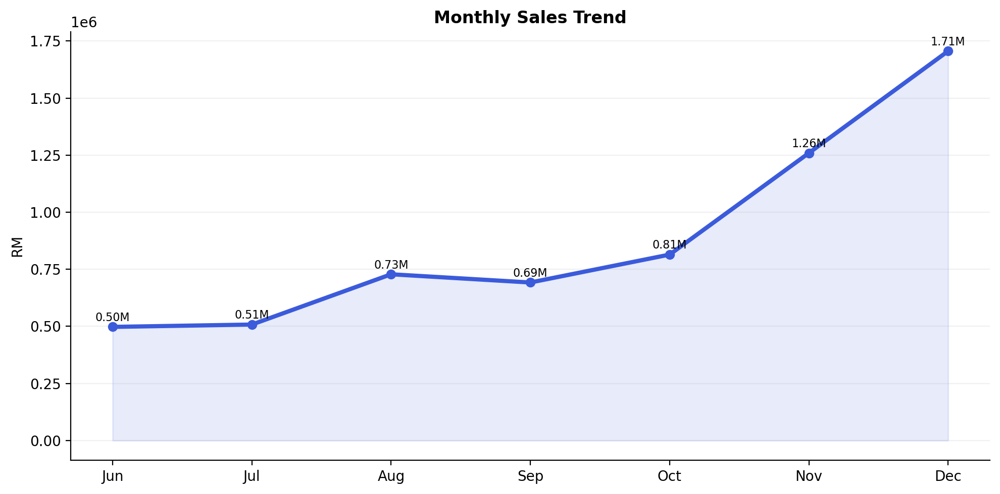 Monthly Sales Trend
1e6
1.75
1.50
1.25
1.00
0.75
0.50
0.25
0.00
RM
0.50M
0.51M
0.73M
0.69M
0.81M
1.26M
1.71M
Jun Jul Aug Sep Oct Nov Dec